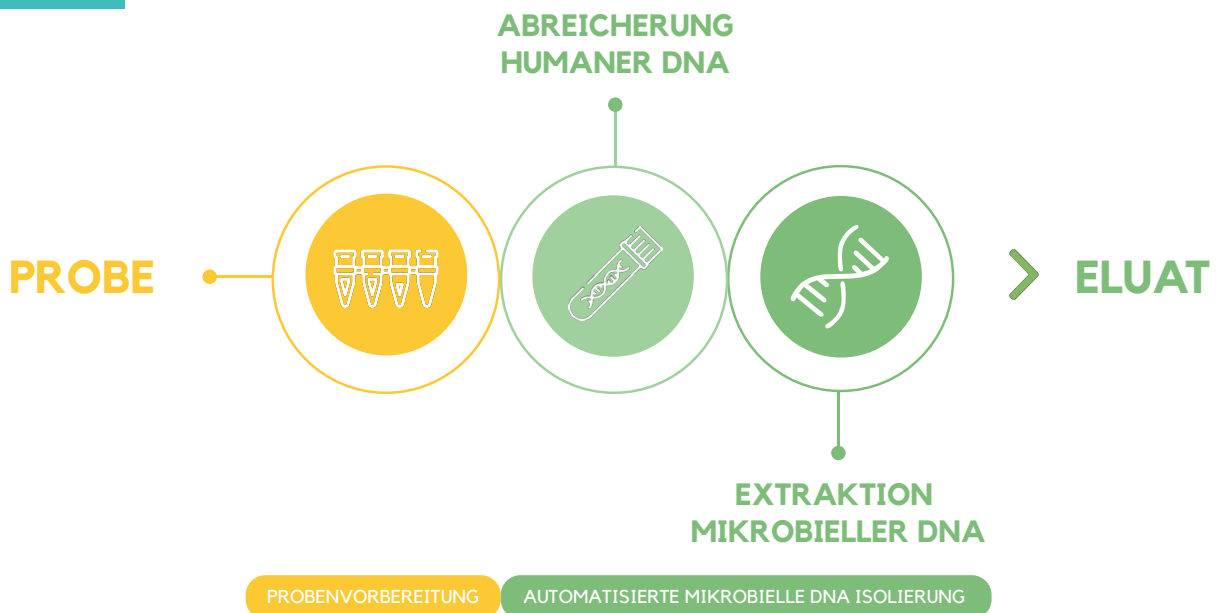 ABREICHERUNG
HUMANER DNA
PROBE
ELUAT
EXTRAKTION
MIKROBIELLER DNA
PROBENVORBEREITUNG
AUTOMATISIERTE MIKROBIELLE DNA ISOLIERUNG